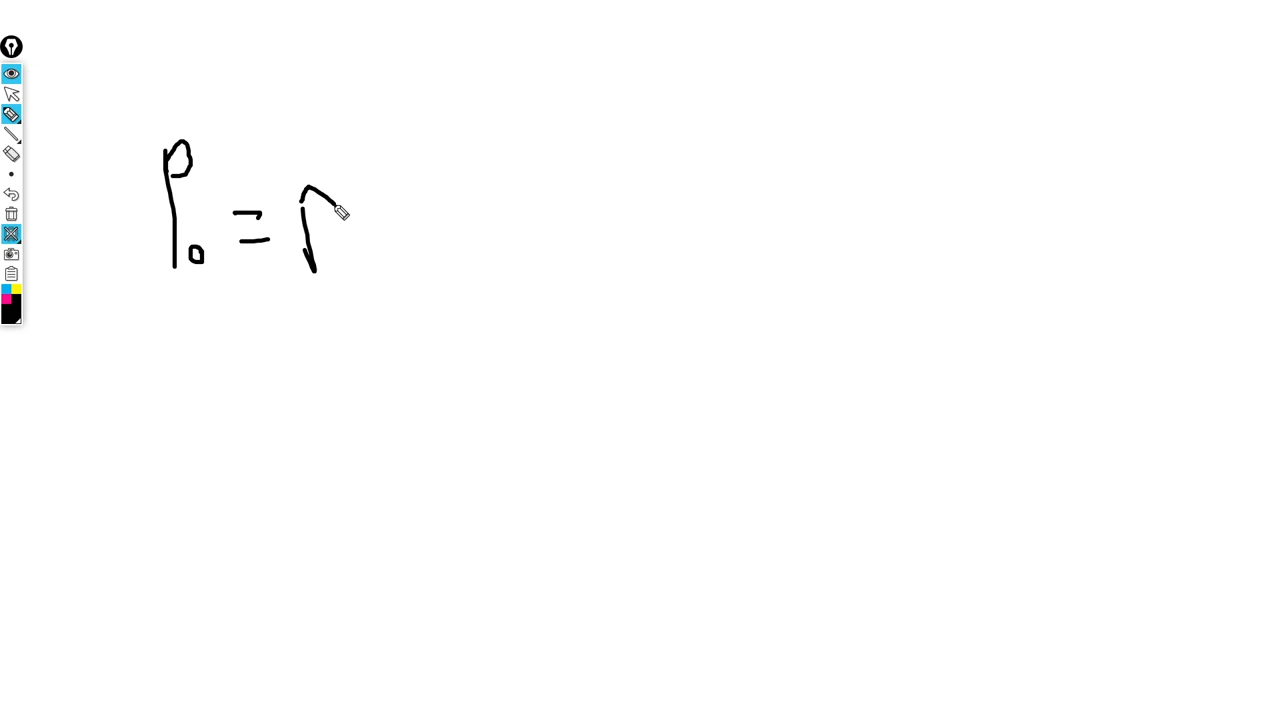 P₀ =